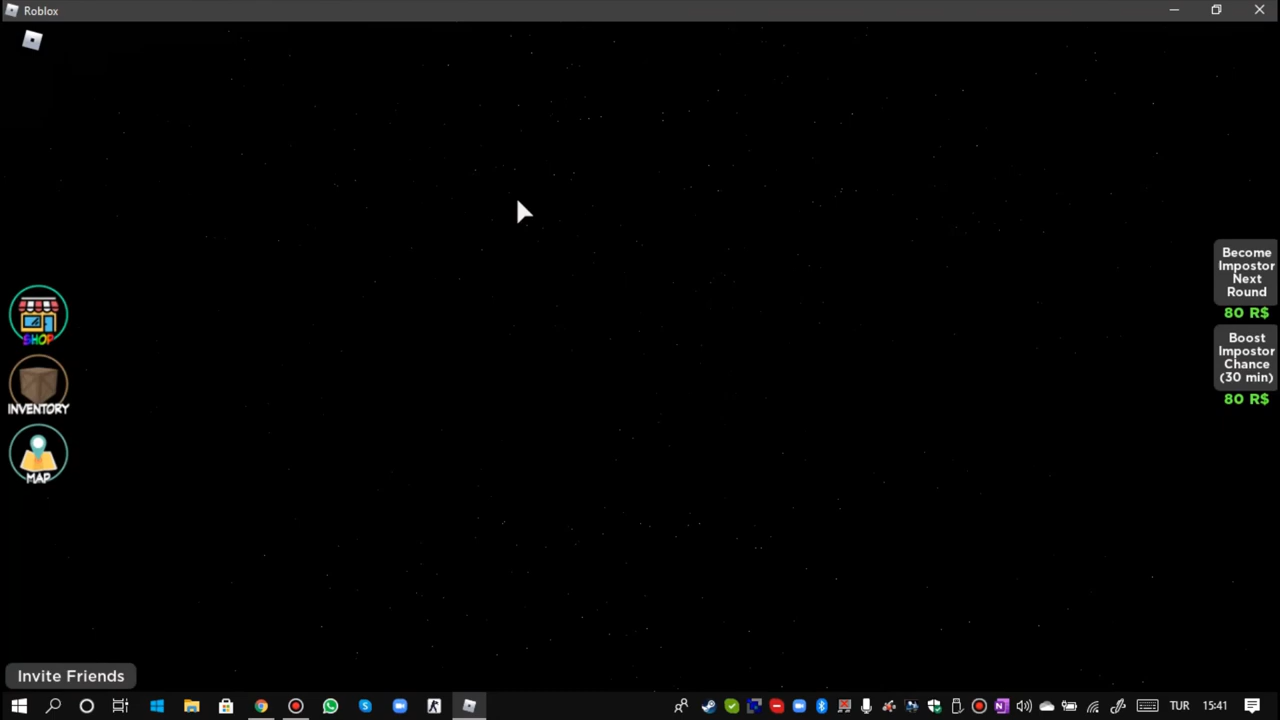 Roblox
Become
Impostor
Next
Round
80 R$
Boost
Impostor
Chance
(30 min)
80 R$
SHOP
INVENTORY
MAP
Invite Friends
TUR
15:41